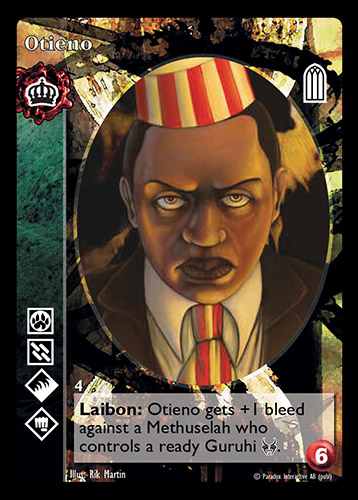 Otieno
4
Laibon: Otieno gets +1 bleed
against a Methuselah who
controls a ready Guruhi
6
Illus: Rik Martin
© Paradox Interactive AB (publ)